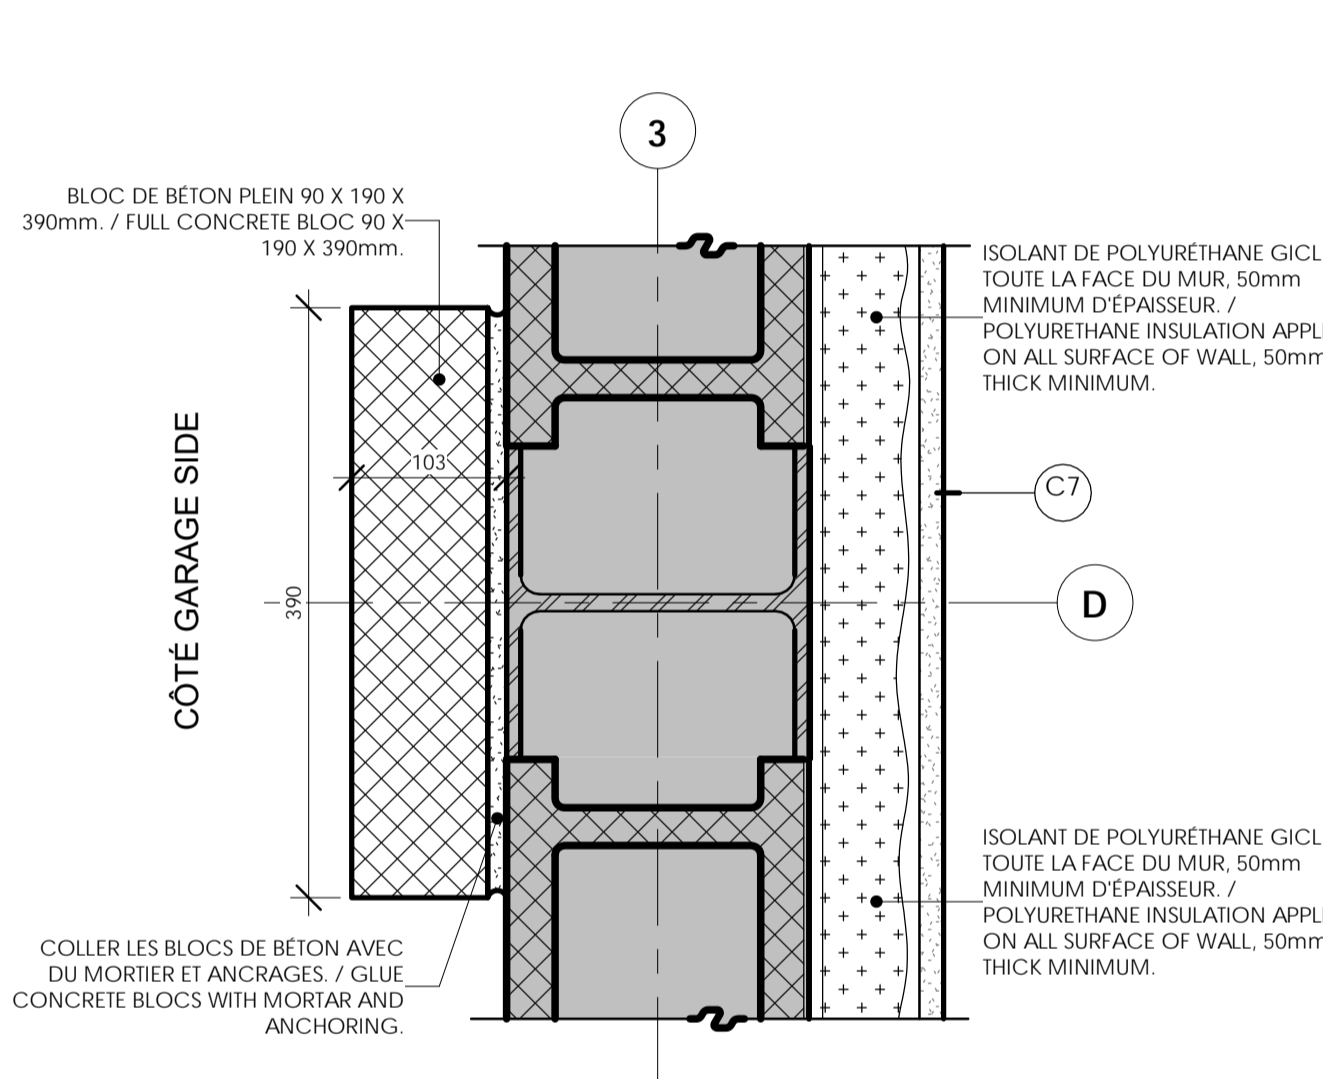 3
BLOC DE BÉTON PLEIN 90 X 190 X
390mm. / FULL CONCRETE BLOC 90 X
190 X 390mm.
ISOLANT DE POLYURÉTHANE GICL
TOUTE LA FACE DU MUR, 50mm
MINIMUM D'ÉPAISSEUR. /
POLYURETHANE INSULATION APPLI
ON ALL SURFACE OF WALL, 50mm
THICK MINIMUM.
CÔTÉ GARAGE SIDE
103
390
C7
D
ISOLANT DE POLYURÉTHANE GICL
TOUTE LA FACE DU MUR, 50mm
MINIMUM D'ÉPAISSEUR. /
POLYURETHANE INSULATION APPLI
ON ALL SURFACE OF WALL, 50mm
THICK MINIMUM.
COLLER LES BLOCS DE BÉTON AVEC
DU MORTIER ET ANCRAGES. / GLUE
CONCRETE BLOCS WITH MORTAR AND
ANCHORING.